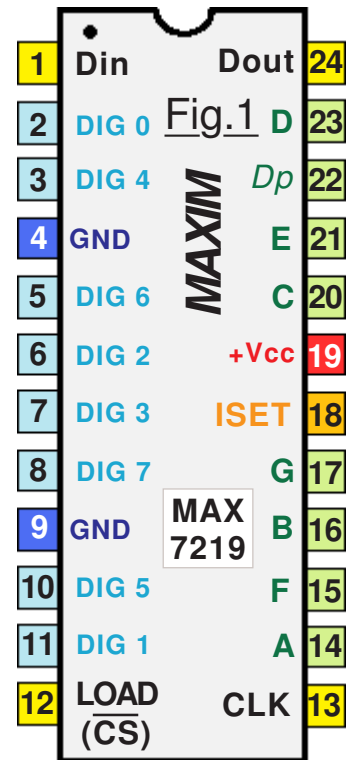 1 Din Dout 24
2 DIG 0 Fig.1 D 23
3 DIG 4 Dp 22
MAXIM
4 GND E 21
5 DIG 6 C 20
6 DIG 2 +Vcc 19
7 DIG 3 ISET 18
8 DIG 7 G 17
9 GND MAX B 16
7219
10 DIG 5 F 15
11 DIG 1 A 14
12 LOAD CLK 13
(C̅S̅)